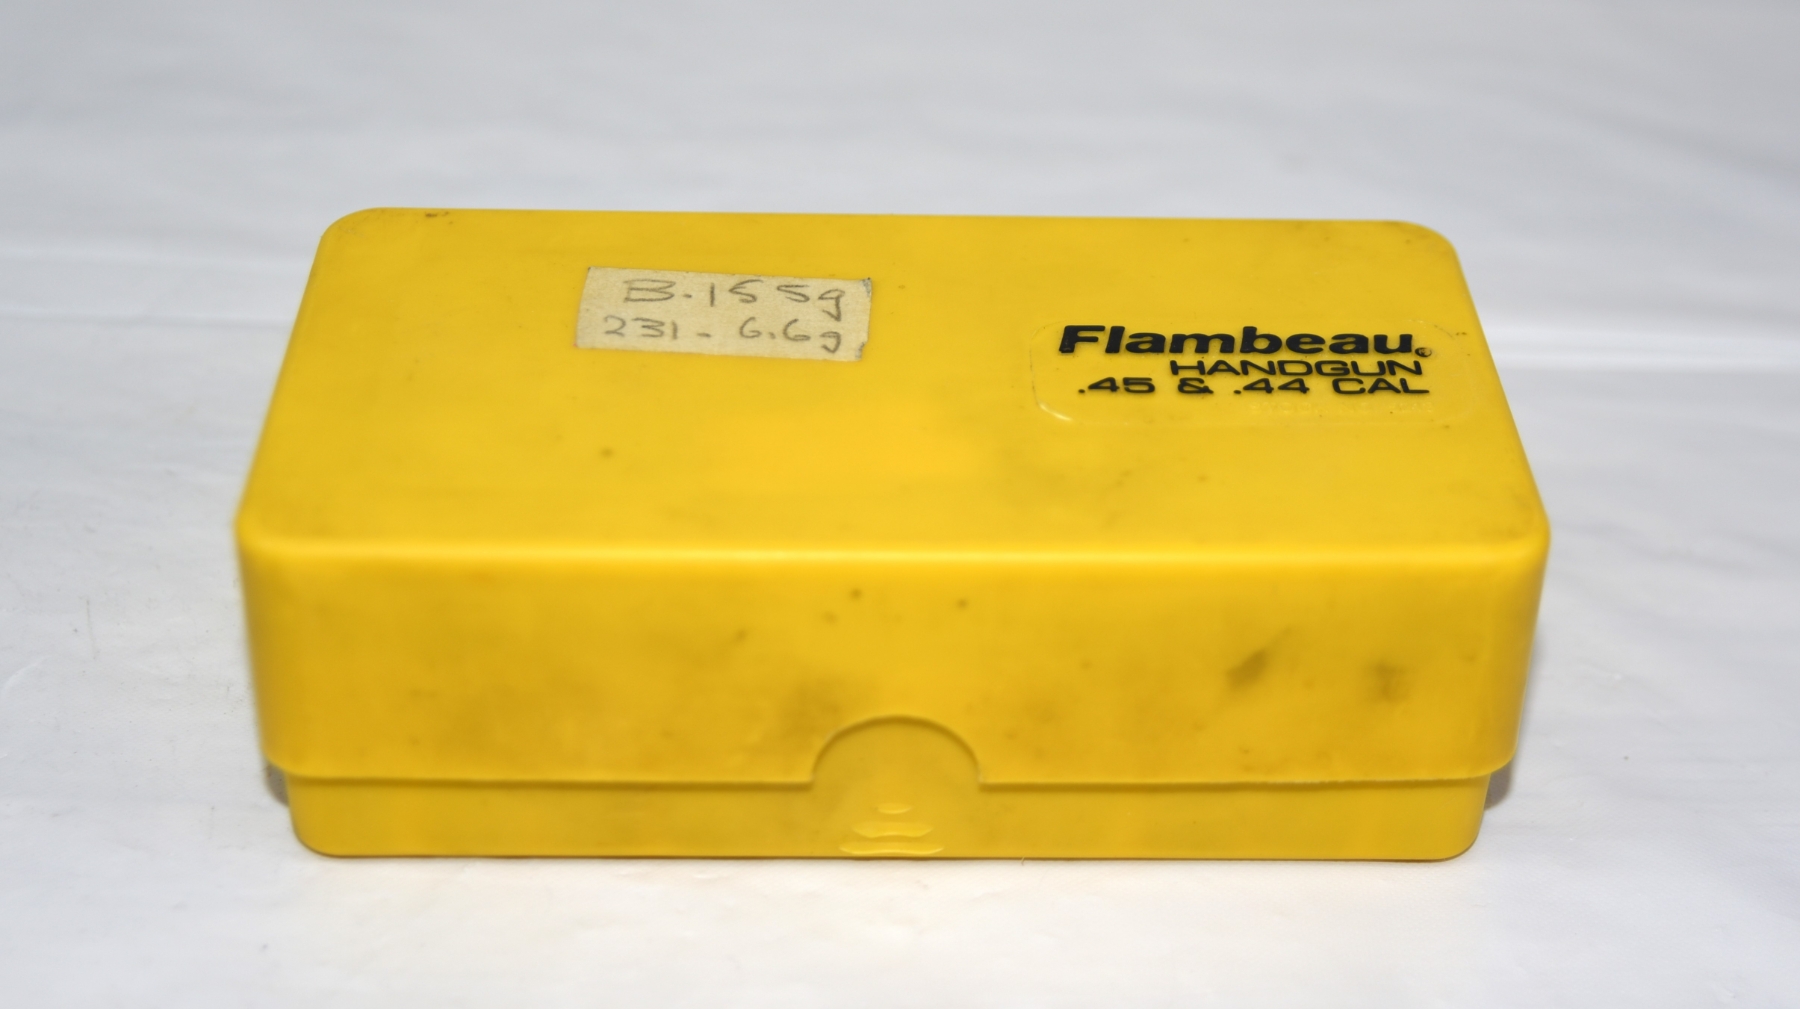 B.155g
231 - 6.6g
Flambeau®
HANDGUN
.45 & .44 CAL